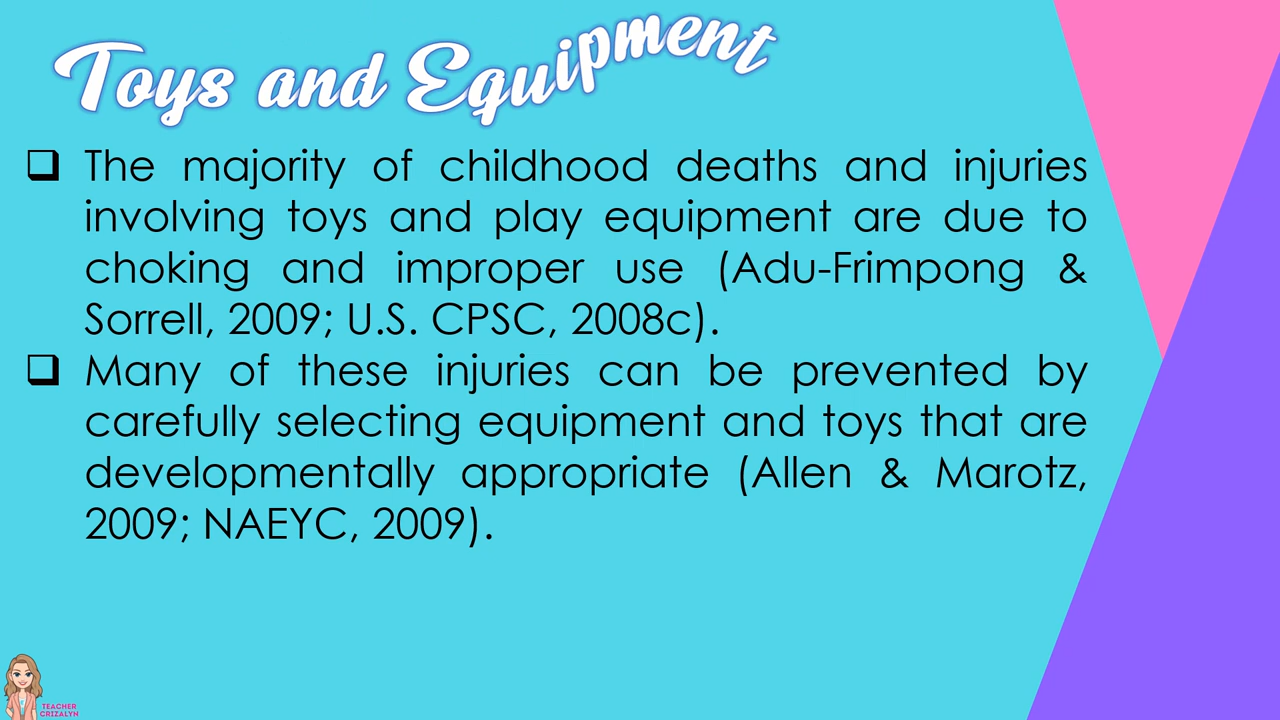 Toys and Equipment
❑ The majority of childhood deaths and injuries
involving toys and play equipment are due to
choking and improper use (Adu-Frimpong &
Sorrell, 2009; U.S. CPSC, 2008c).
❑ Many of these injuries can be prevented by
carefully selecting equipment and toys that are
developmentally appropriate (Allen & Marotz,
2009; NAEYC, 2009).
TEACHER
CRIZALYN